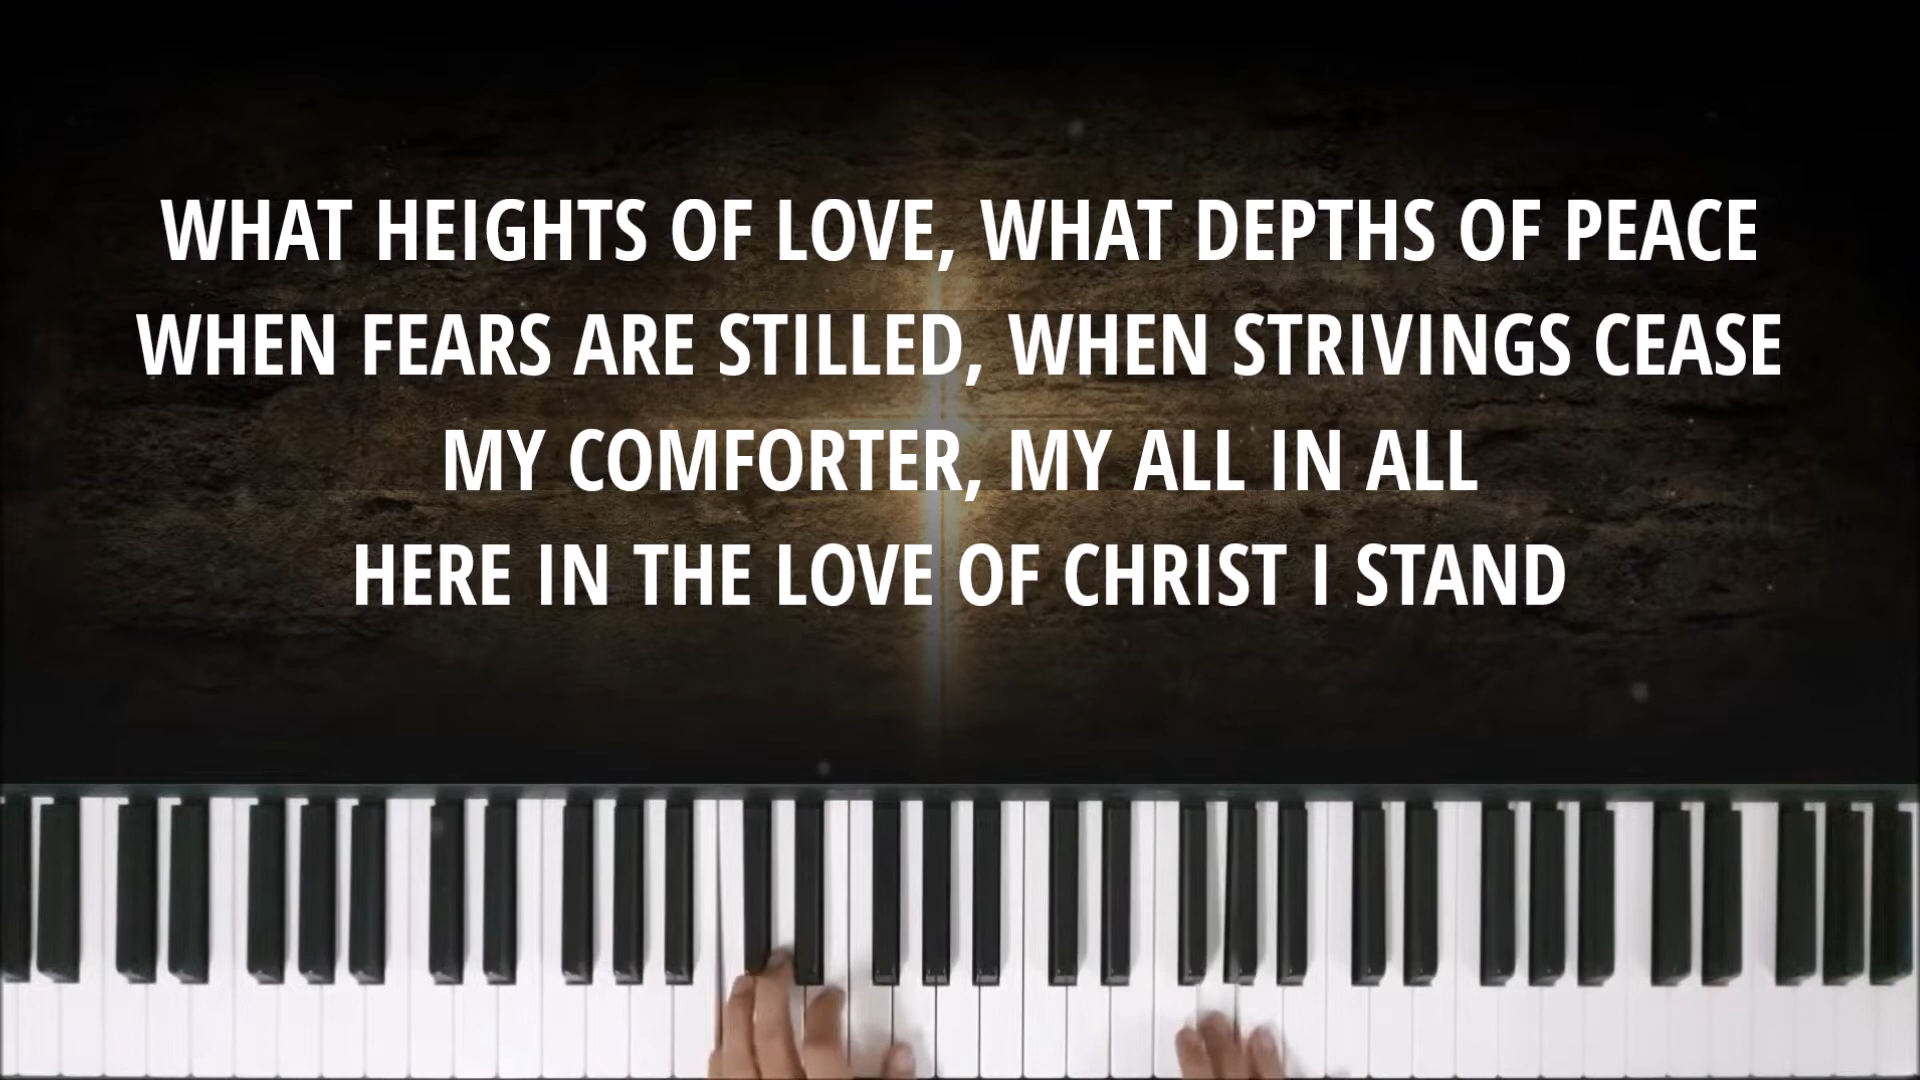 WHAT HEIGHTS OF LOVE, WHAT DEPTHS OF PEACE
WHEN FEARS ARE STILLED, WHEN STRIVINGS CEASE
MY COMFORTER, MY ALL IN ALL
HERE IN THE LOVE OF CHRIST I STAND